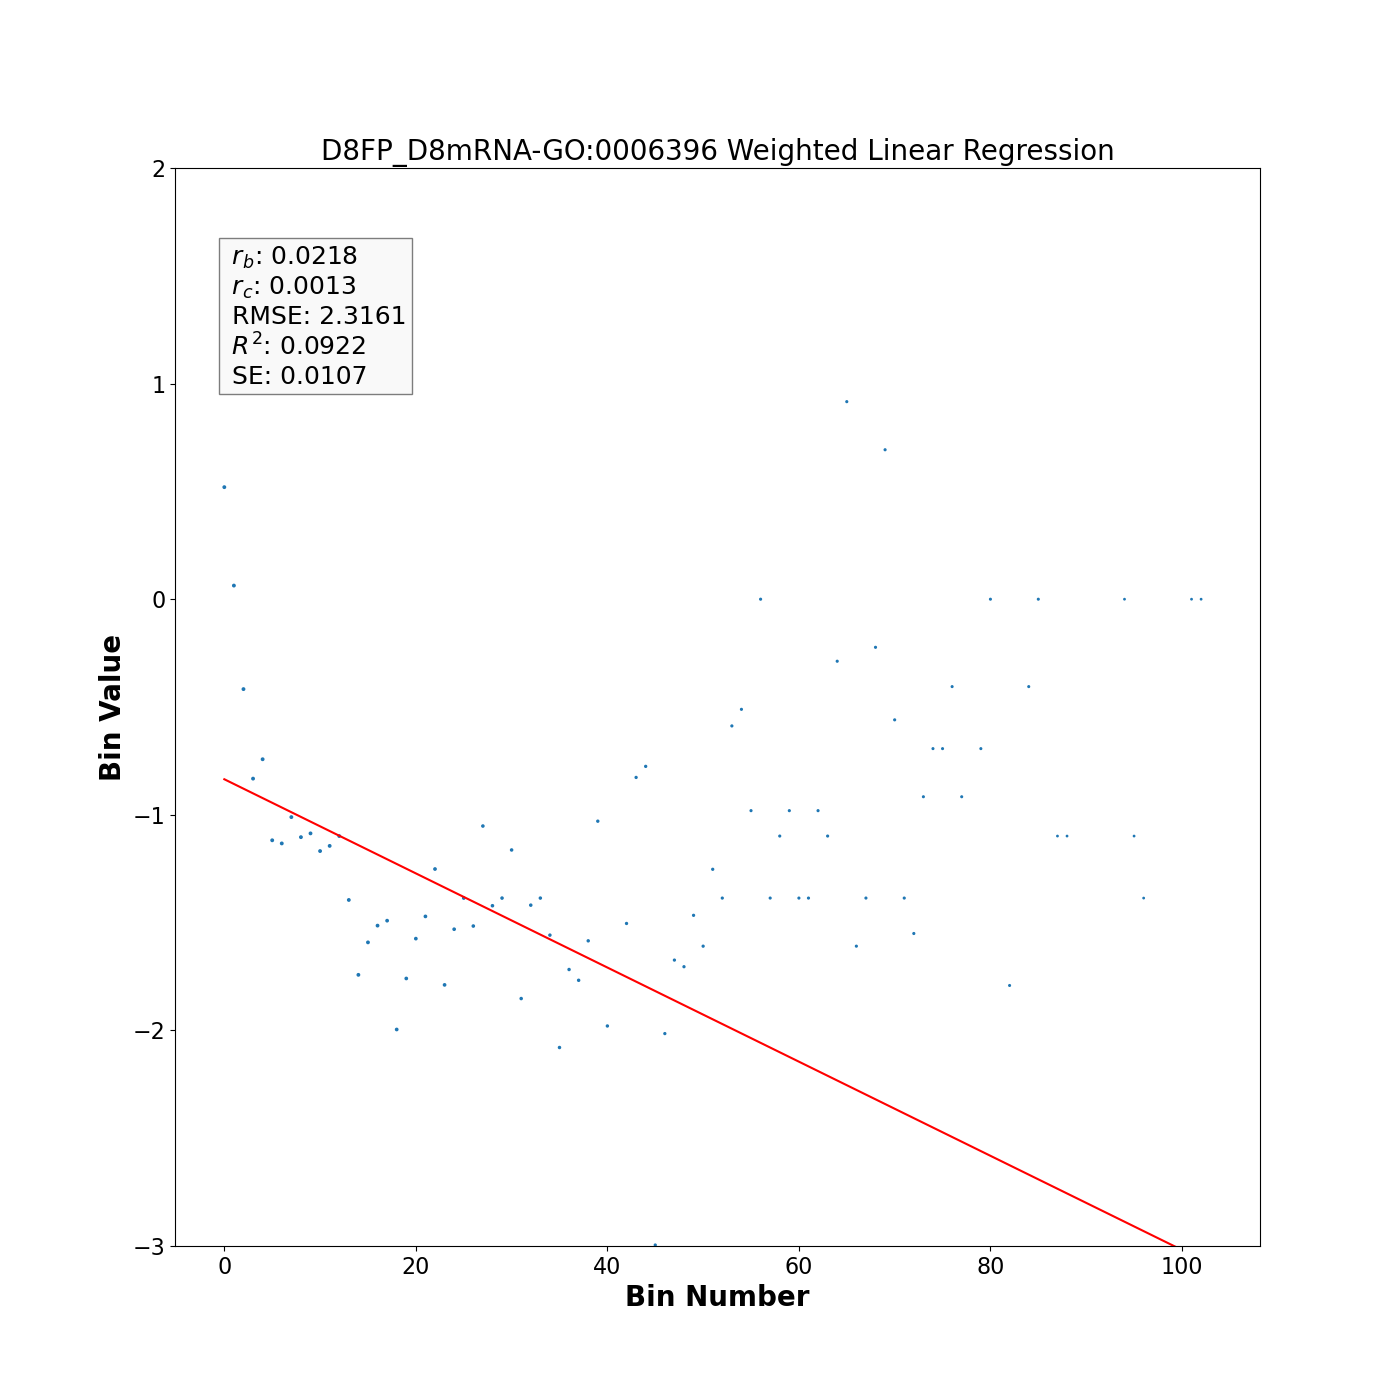 D8FP_D8mRNA-GO:0006396 Weighted Linear Regression
2
r_b: 0.0218
r_c: 0.0013
RMSE: 2.3161
R²: 0.0922
SE: 0.0107
1
0
−1
−2
−3
Bin Value
0 20 40 60 80 100
Bin Number